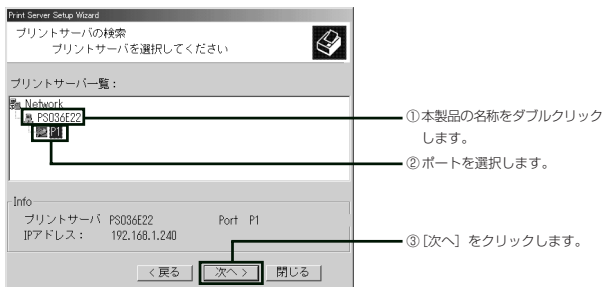 Print Server Setup Wizard
プリントサーバの検索
プリントサーバを選択してください
プリントサーバ一覧：
Network
PS036E22
P1
Info
プリントサーバ PS036E22 Port P1
IPアドレス： 192.168.1.240
＜戻る 次へ＞ 閉じる
①本製品の名称をダブルクリック
します。
②ポートを選択します。
③［次へ］をクリックします。